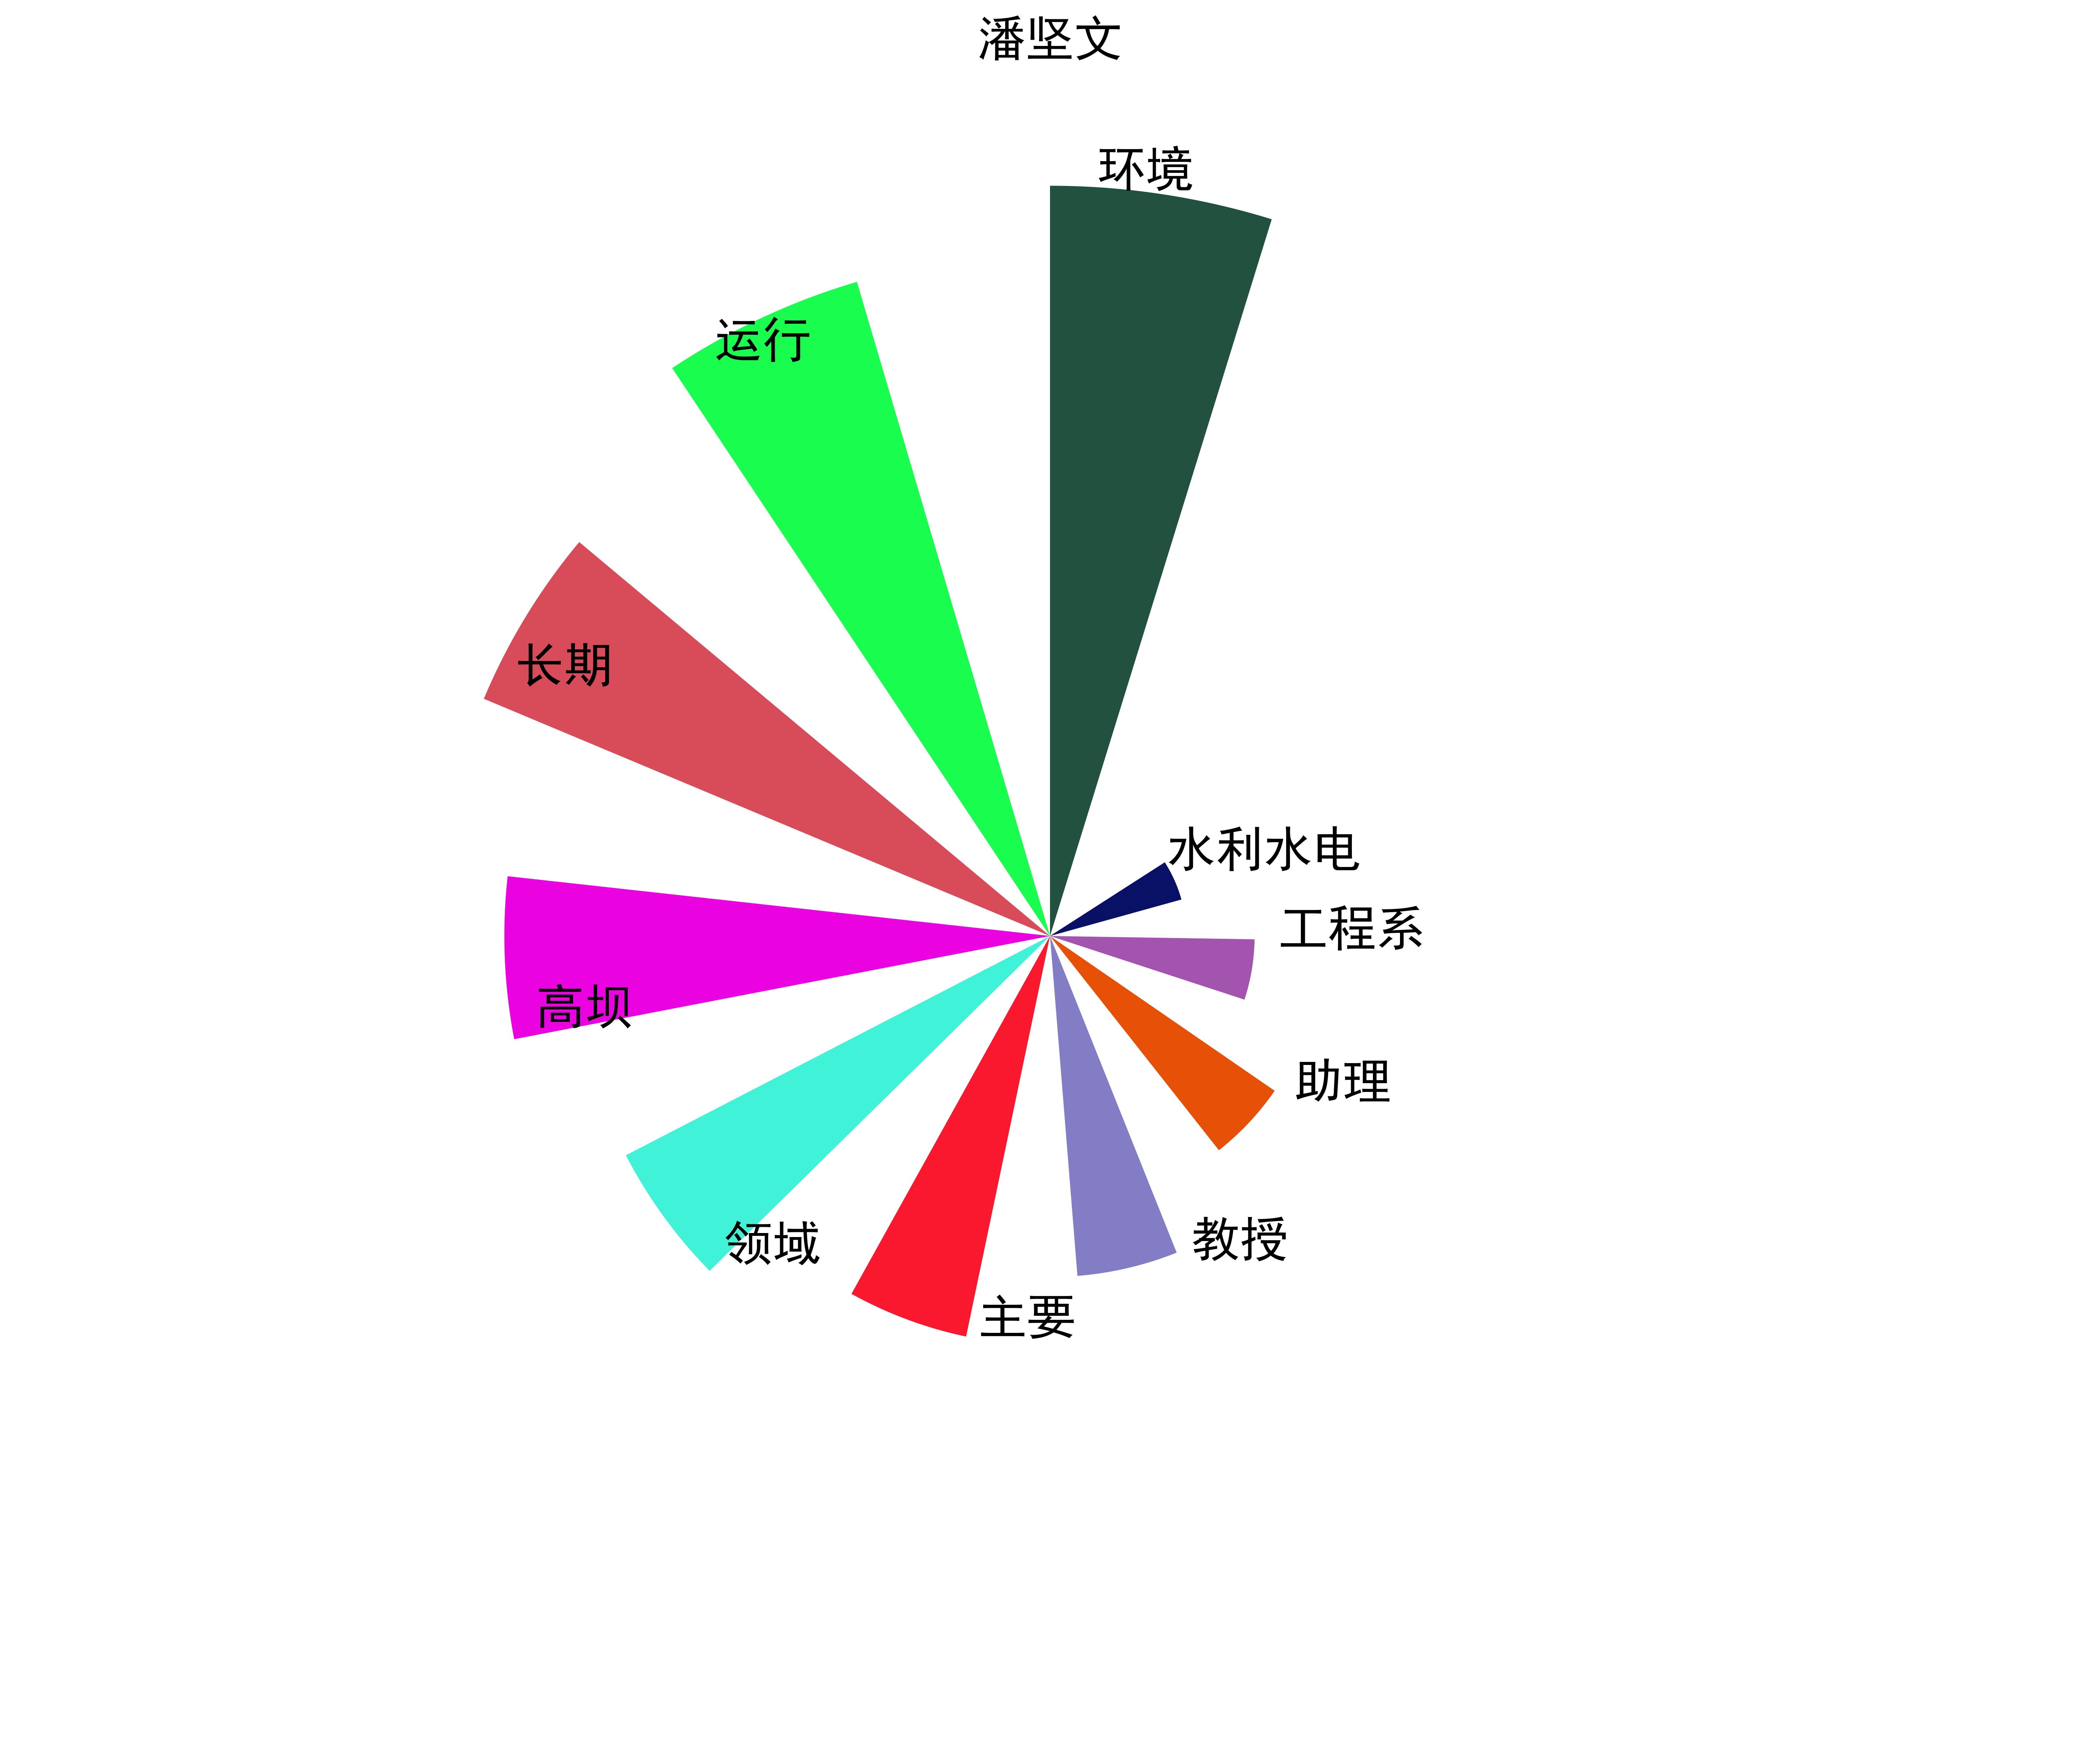 潘坚文
环境
运行
长期
水利水电
工程系
高坝
助理
教授
领域
主要